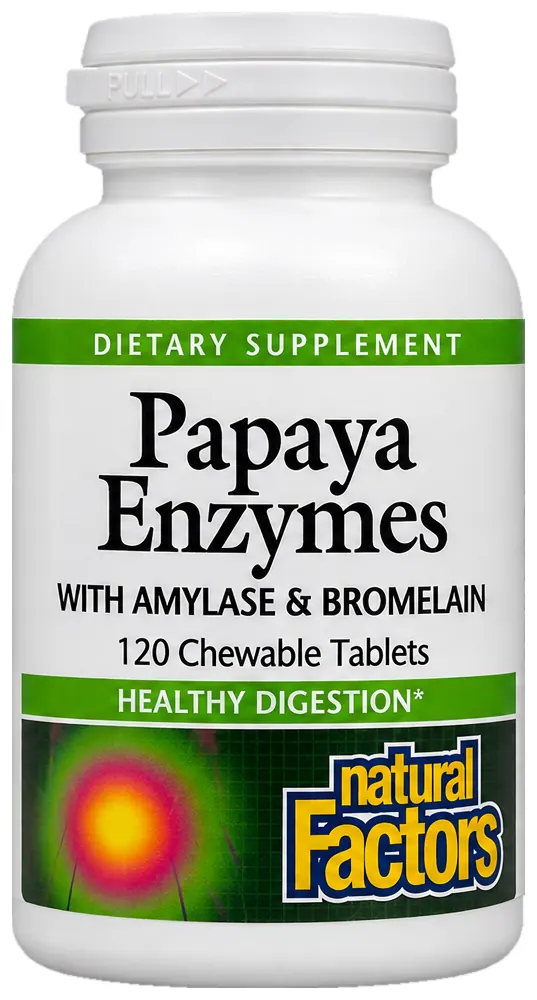 PULL>>
DIETARY SUPPLEMENT
Papaya
Enzymes
WITH AMYLASE & BROMELAIN
120 Chewable Tablets
HEALTHY DIGESTION*
natural
Factors